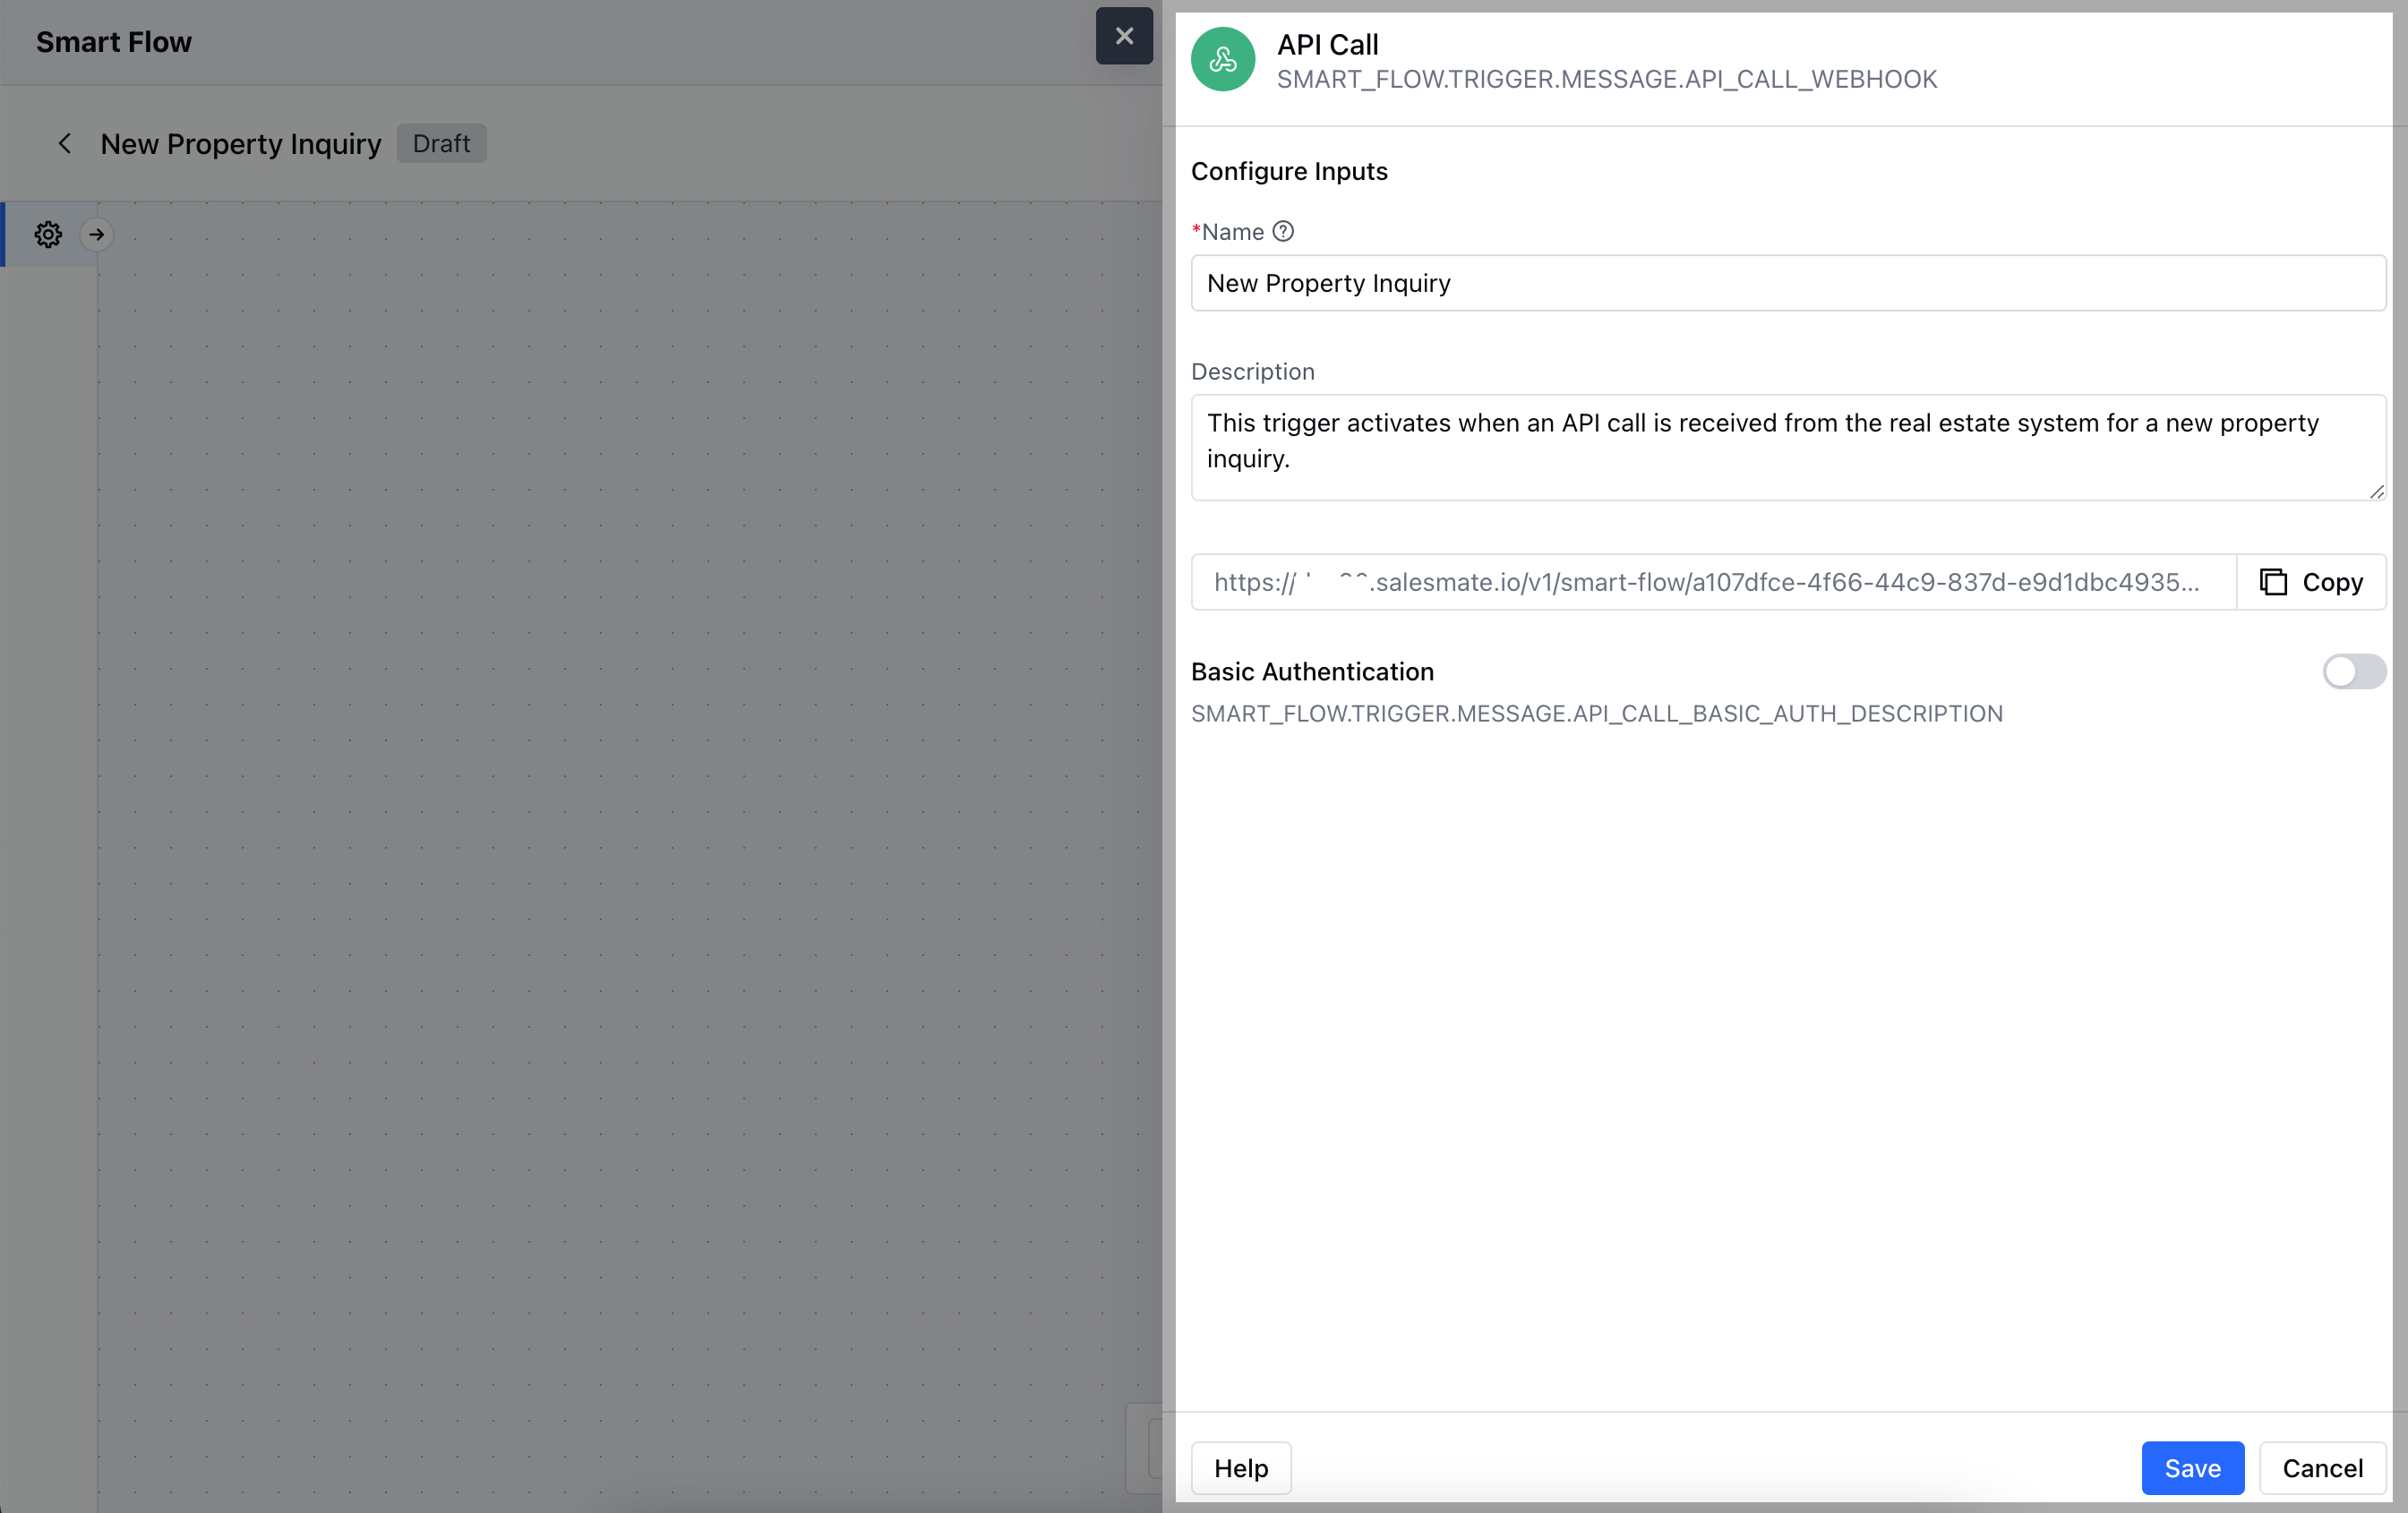 Smart Flow
New Property Inquiry
Draft
API Call
SMART_FLOW.TRIGGER.MESSAGE.API_CALL_WEBHOOK
Configure Inputs
*Name
New Property Inquiry
Description
This trigger activates when an API call is received from the real estate system for a new property
inquiry.
https:// .salesmate.io/v1/smart-flow/a107dfce-4f66-44c9-837d-e9d1dbc4935...
Copy
Basic Authentication
SMART_FLOW.TRIGGER.MESSAGE.API_CALL_BASIC_AUTH_DESCRIPTION
Help
Save
Cancel